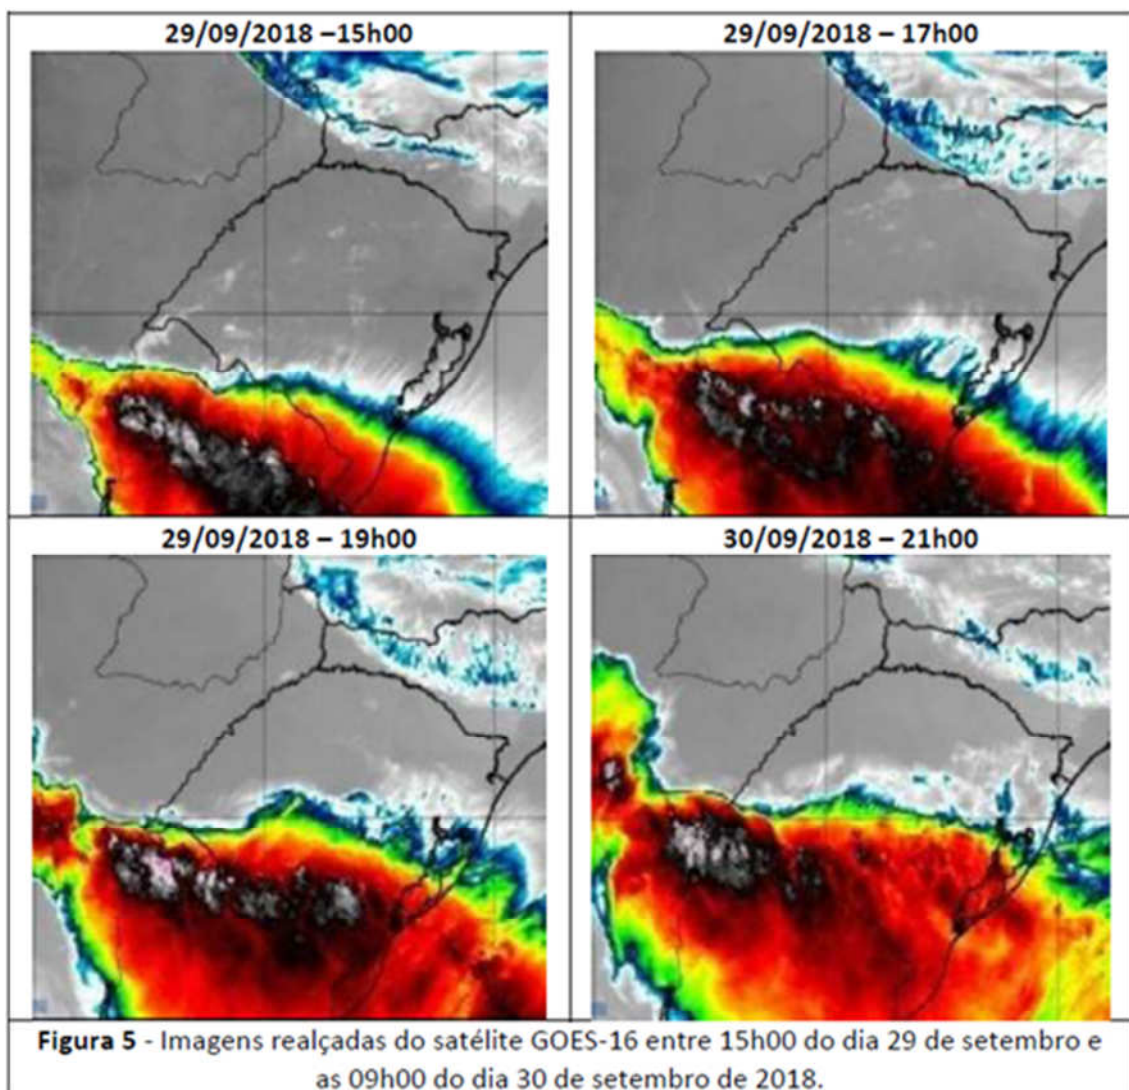 29/09/2018 –15h00
29/09/2018 – 17h00
29/09/2018 – 19h00
30/09/2018 – 21h00
Figura 5 - Imagens realçadas do satélite GOES-16 entre 15h00 do dia 29 de setembro e
as 09h00 do dia 30 de setembro de 2018.